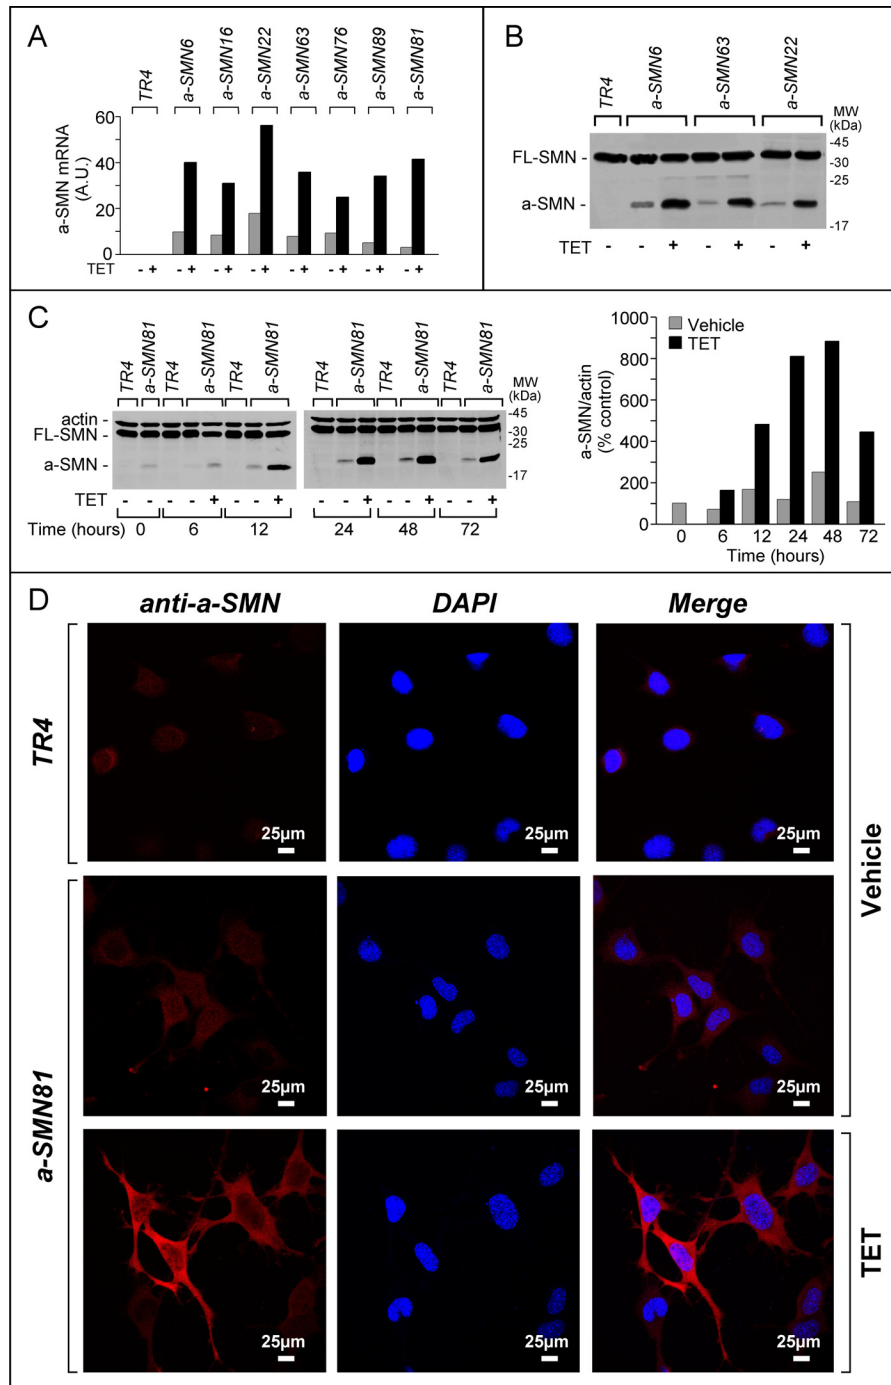 A
TR4
a-SMN6
a-SMN16
a-SMN22
a-SMN63
a-SMN76
a-SMN89
a-SMN81
a-SMN mRNA
(A.U.)
60
40
20
0
TET - + - + - + - + - + - + - + - +
B
TR4
a-SMN6
a-SMN63
a-SMN22
MW
(kDa)
FL-SMN -
a-SMN -
-45
-30
-25
-17
TET - - + - + - +
C
TR4
a-SMN81
TR4
a-SMN81
TR4
a-SMN81
TR4
a-SMN81
TR4
a-SMN81
TR4
a-SMN81
MW
(kDa)
actin -
FL-SMN -
a-SMN -
-45
-30
-25
-17
TET - - - - + - - + - - + - - + - - +
Time (hours) 0 6 12 24 48 72
a-SMN/actin
(% control)
1000
800
600
400
200
0
Vehicle
TET
0 6 12 24 48 72
Time (hours)
D
anti-a-SMN DAPI Merge
TR4
25µm 25µm 25µm
Vehicle
a-SMN81
25µm 25µm 25µm
25µm 25µm 25µm
TET